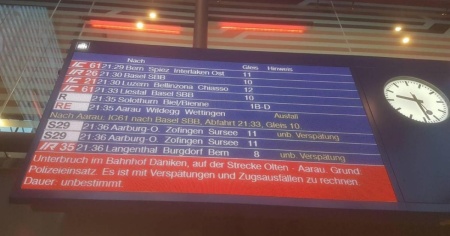 Nach Gleis Hinweis
IC 61 21:29 Bern Spiez Interlaken Ost 11
IR 26 21:30 Basel SBB 10
IC 21 21:30 Luzern Bellinzona Chiasso 12
IC 61 21:33 Liestal Basel SBB 10
R 21:35 Solothurn Biel/Bienne 1B-D
RE 21:35 Aarau Wildegg Wettingen Ausfall
Nach Aarau: IC61 nach Basel SBB, Abfahrt 21:33, Gleis 10
S29 21:36 Aarburg-O. Zofingen Sursee 11 unb. Verspätung
S29 21:36 Aarburg-O. Zofingen Sursee 11
IR 35 21:36 Langenthal Burgdorf Bern 8 unb. Verspätung
Unterbruch im Bahnhof Däniken, auf der Strecke Olten - Aarau. Grund:
Polizeieinsatz. Es ist mit Verspätungen und Zugsausfällen zu rechnen.
Dauer: unbestimmt.